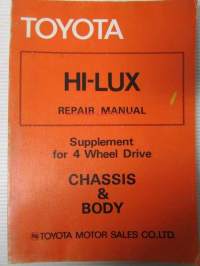 TOYOTA
HI-LUX
REPAIR MANUAL
Supplement
for 4 Wheel Drive
CHASSIS
&
BODY
TOYOTA MOTOR SALES CO.,LTD.